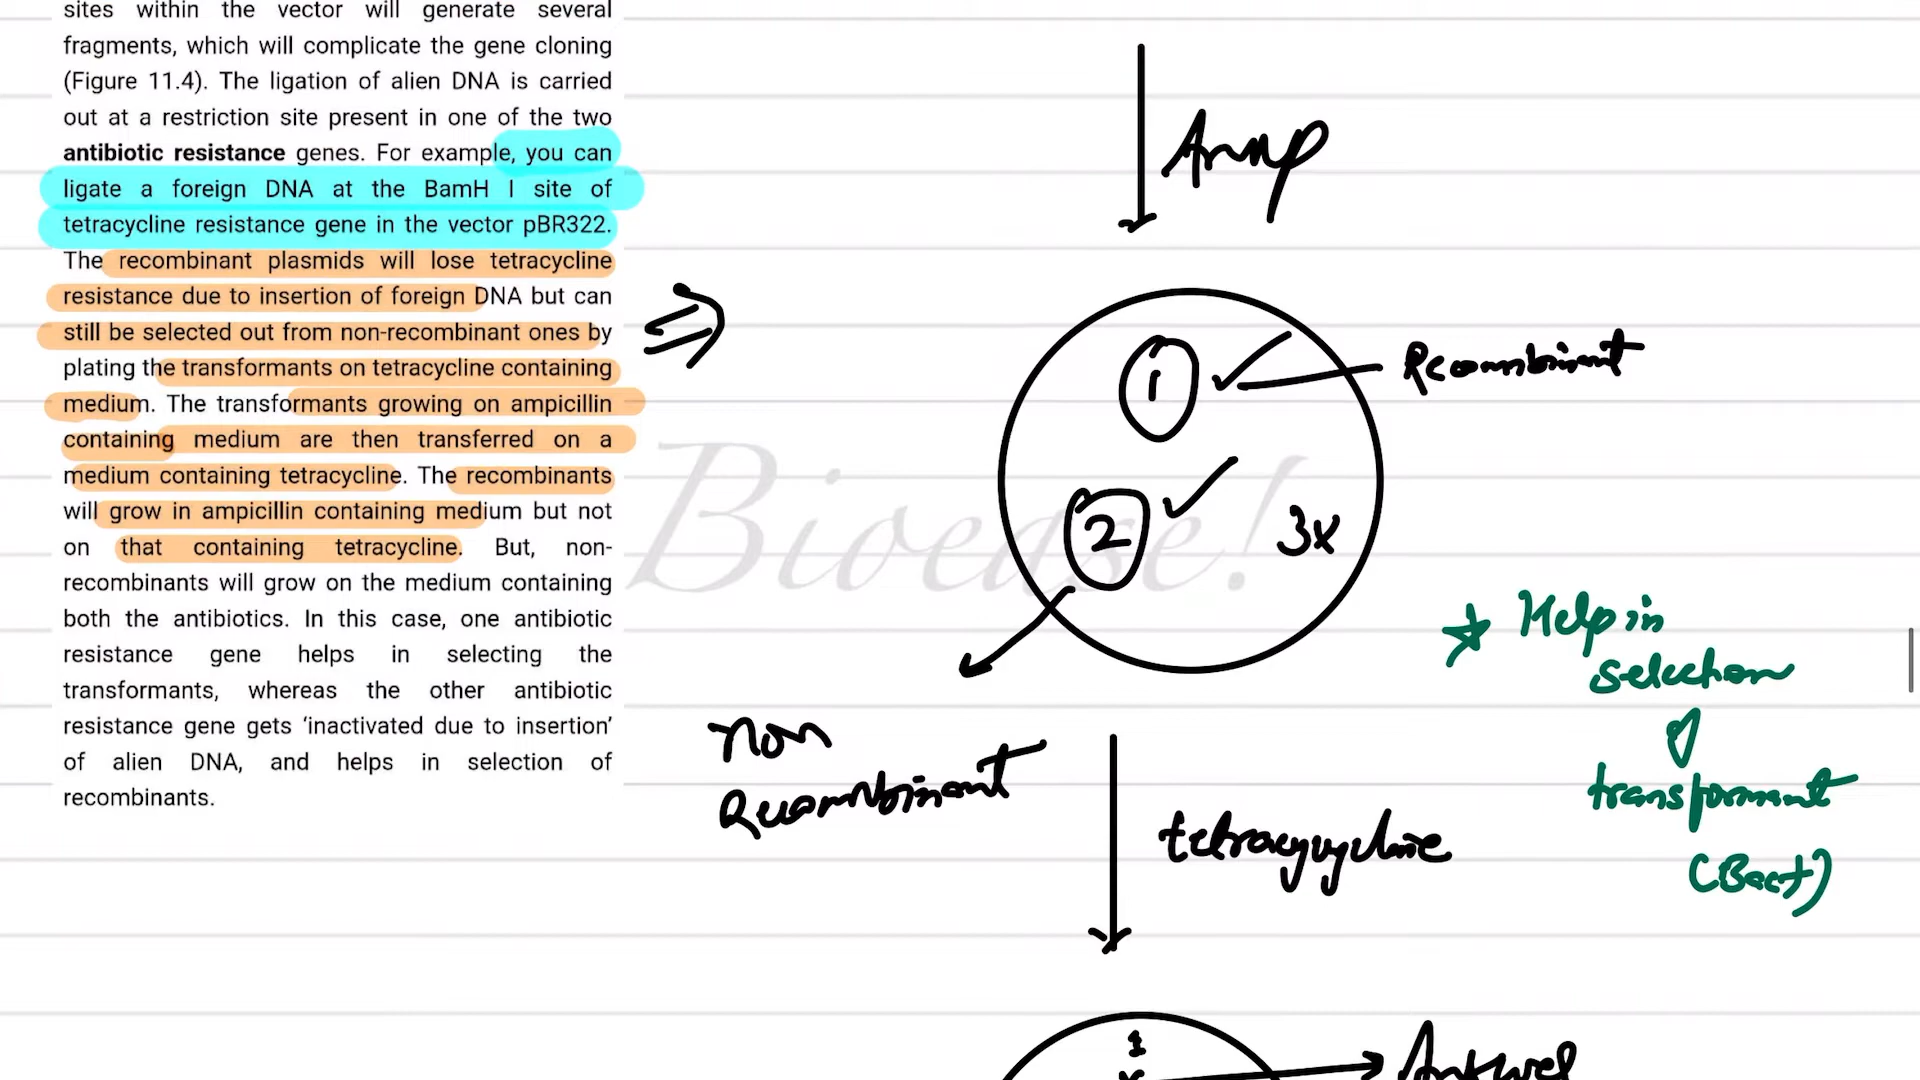 sites within the vector will generate several
fragments, which will complicate the gene cloning
(Figure 11.4). The ligation of alien DNA is carried
out at a restriction site present in one of the two
antibiotic resistance genes. For example, you can
ligate a foreign DNA at the BamH I site of
tetracycline resistance gene in the vector pBR322.
The recombinant plasmids will lose tetracycline
resistance due to insertion of foreign DNA but can
still be selected out from non-recombinant ones by
plating the transformants on tetracycline containing
medium. The transformants growing on ampicillin
containing medium are then transferred on a
medium containing tetracycline. The recombinants
will grow in ampicillin containing medium but not
on that containing tetracycline. But, non-
recombinants will grow on the medium containing
both the antibiotics. In this case, one antibiotic
resistance gene helps in selecting the
transformants, whereas the other antibiotic
resistance gene gets ‘inactivated due to insertion’
of alien DNA, and helps in selection of
recombinants.
Amp
1
Recombinant
2
3x
Bioease!
non
Recombinant
tetracycline
Help in
selection
of
transformant
(Bact)
1
x